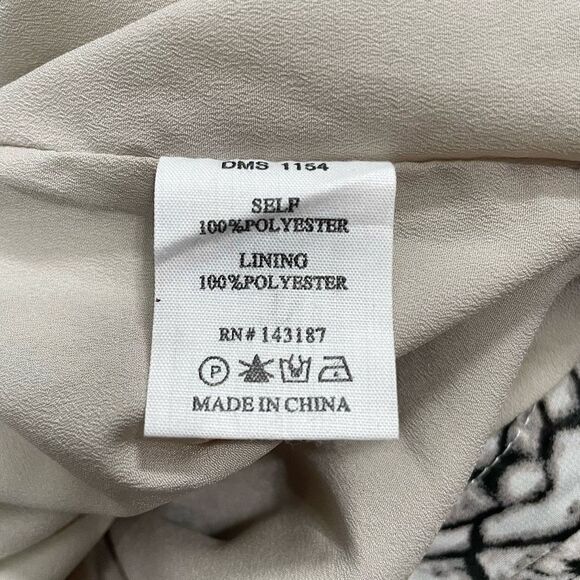 DMS 1154
SELF
100%POLYESTER
LINING
100%POLYESTER
RN# 143187
P
MADE IN CHINA